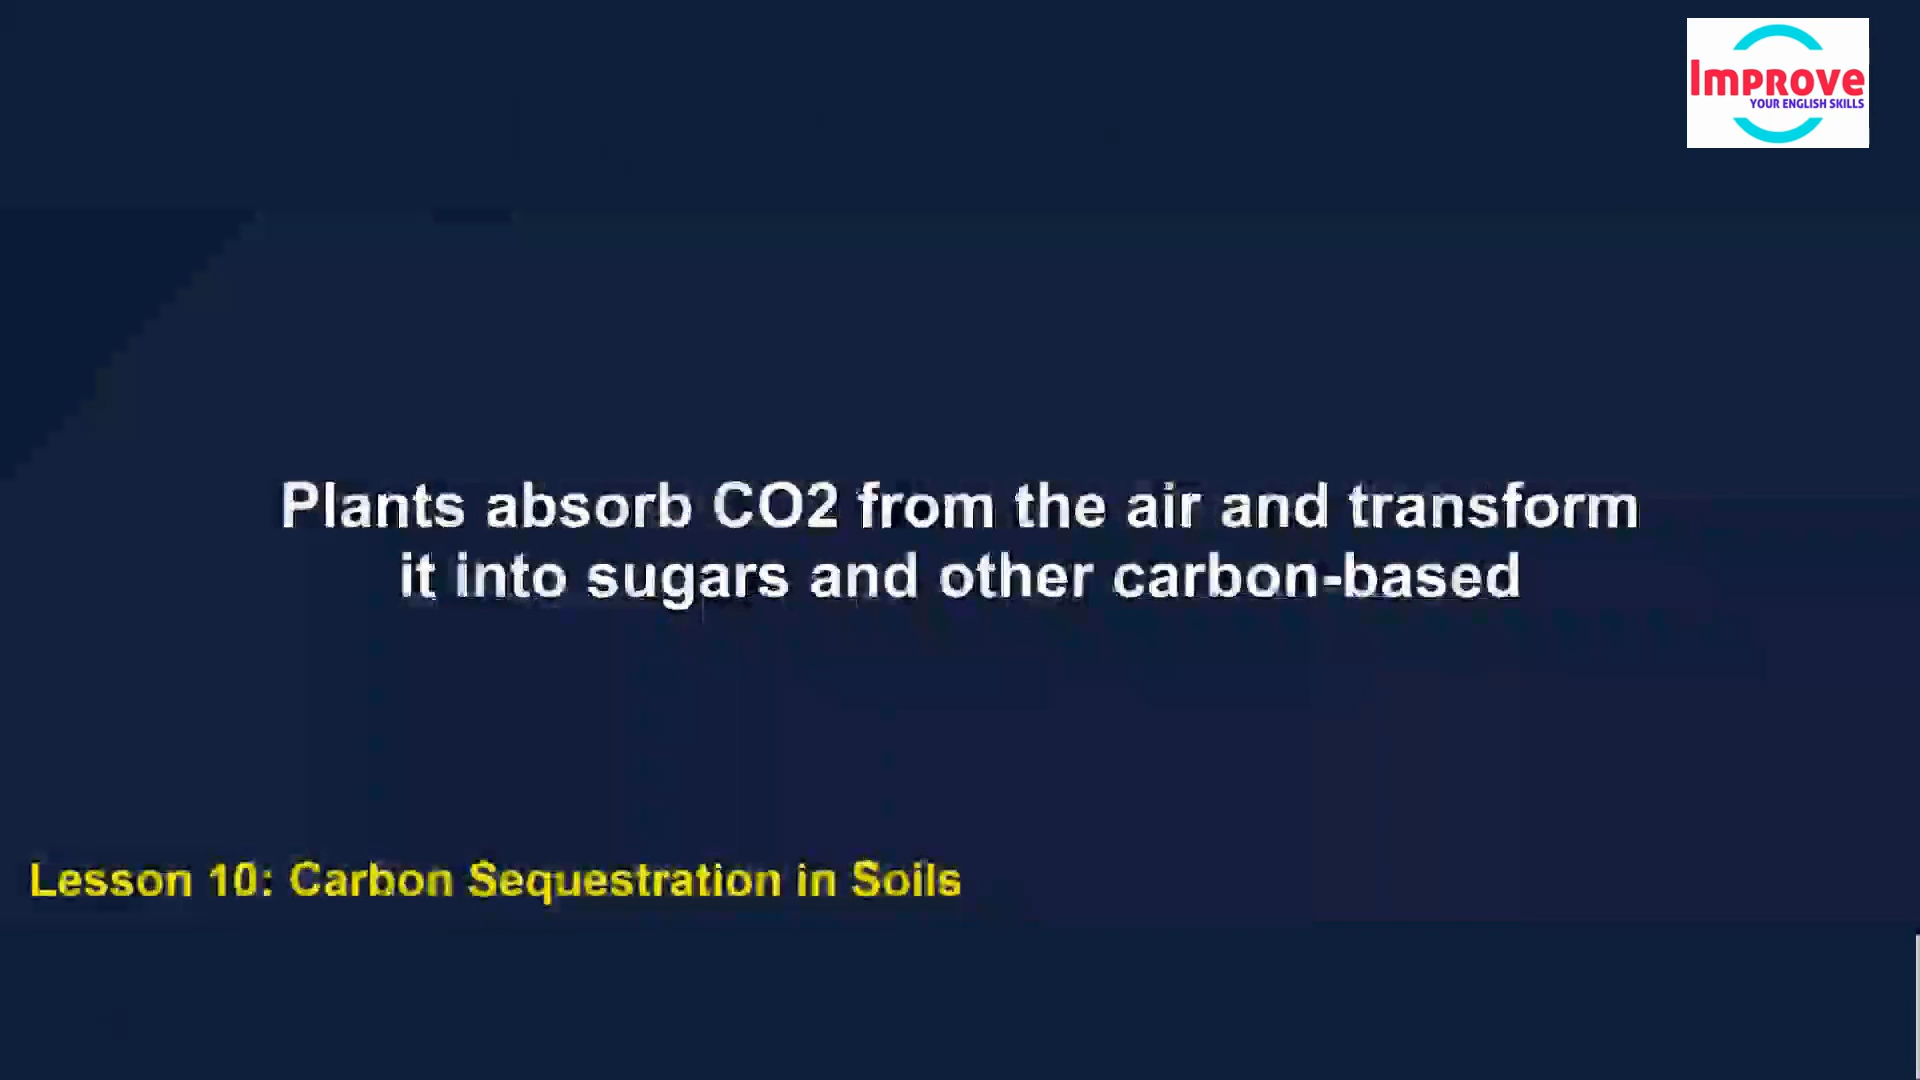 Improve
YOUR ENGLISH SKILLS
Plants absorb CO2 from the air and transform
it into sugars and other carbon-based
Lesson 10: Carbon Sequestration in Soils